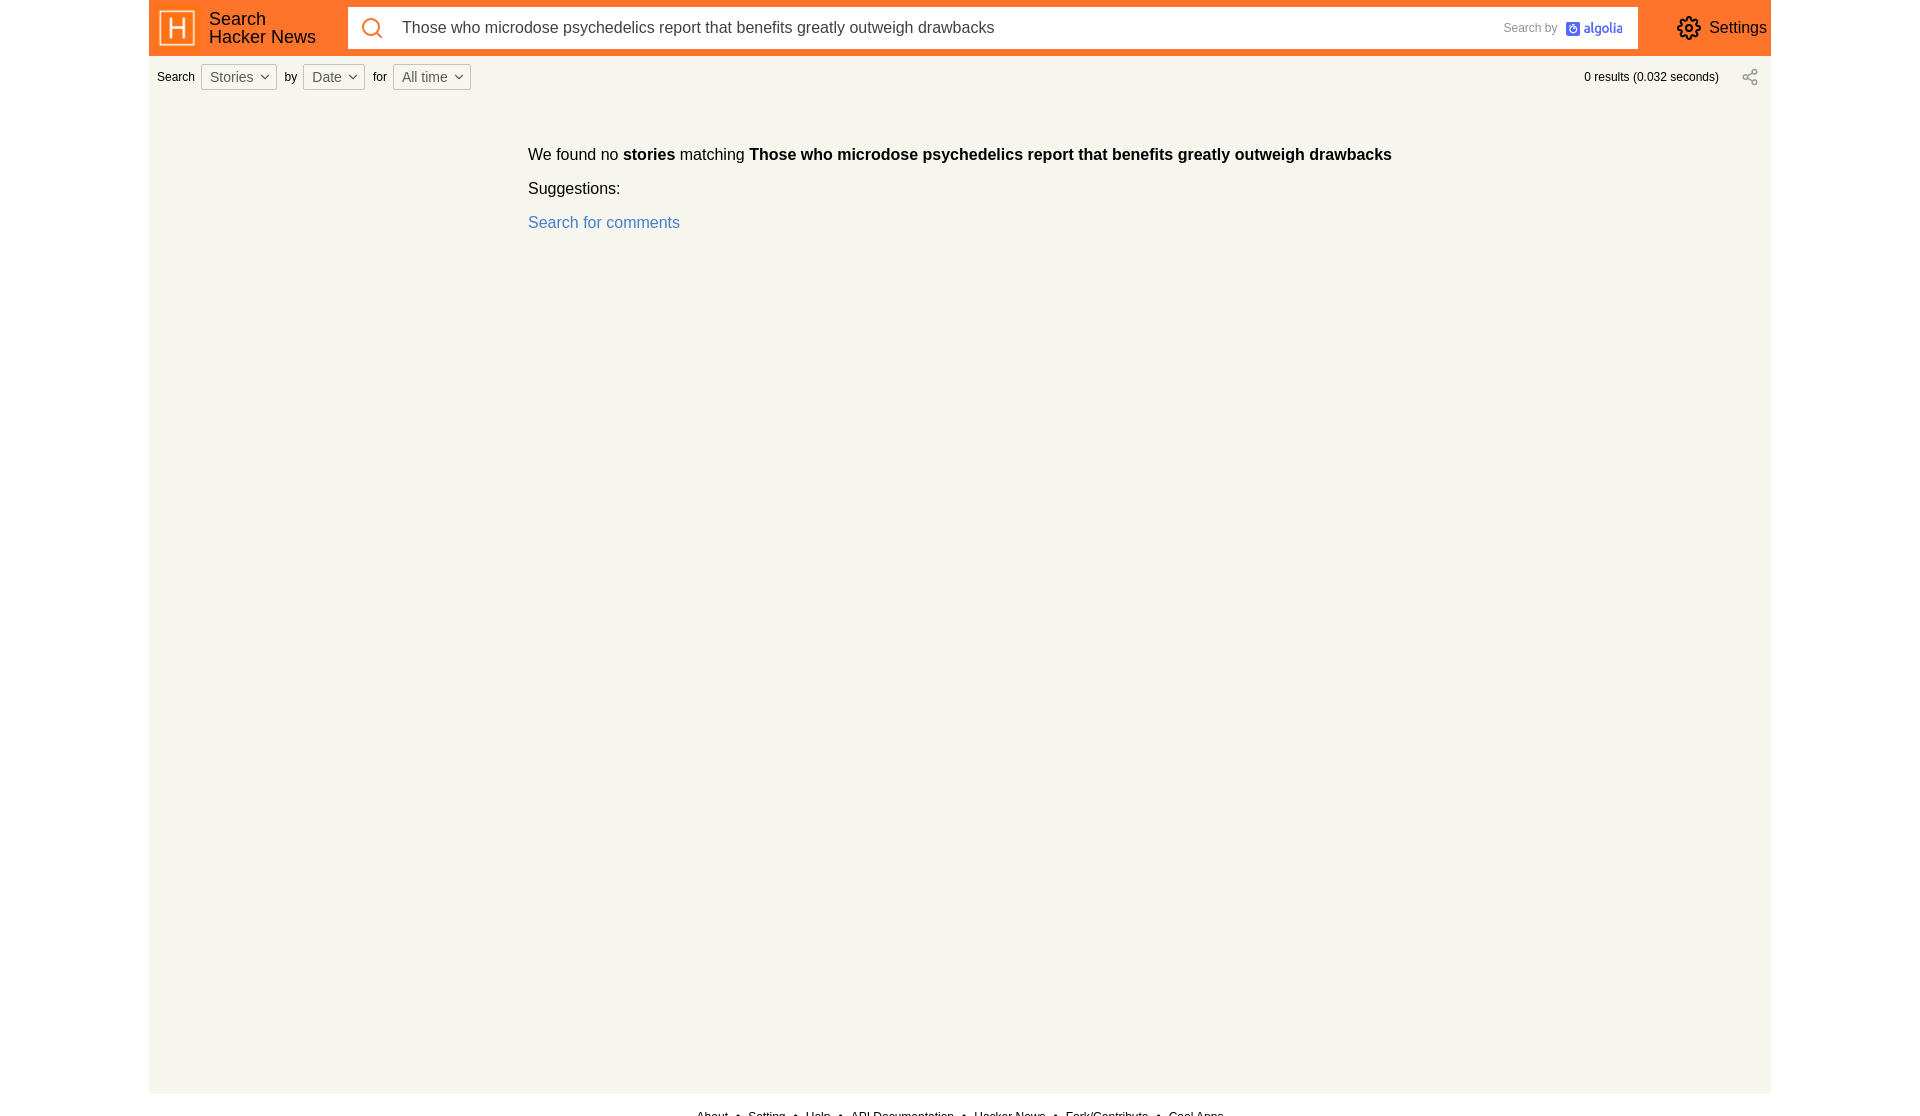 Search
Hacker News
Those who microdose psychedelics report that benefits greatly outweigh drawbacks
Search by algolia
Settings
Search Stories by Date for All time
0 results (0.032 seconds)
We found no stories matching Those who microdose psychedelics report that benefits greatly outweigh drawbacks
Suggestions:
Search for comments
About • Setting • Help • API Documentation • Hacker News • Fork/Contribute • Cool Apps